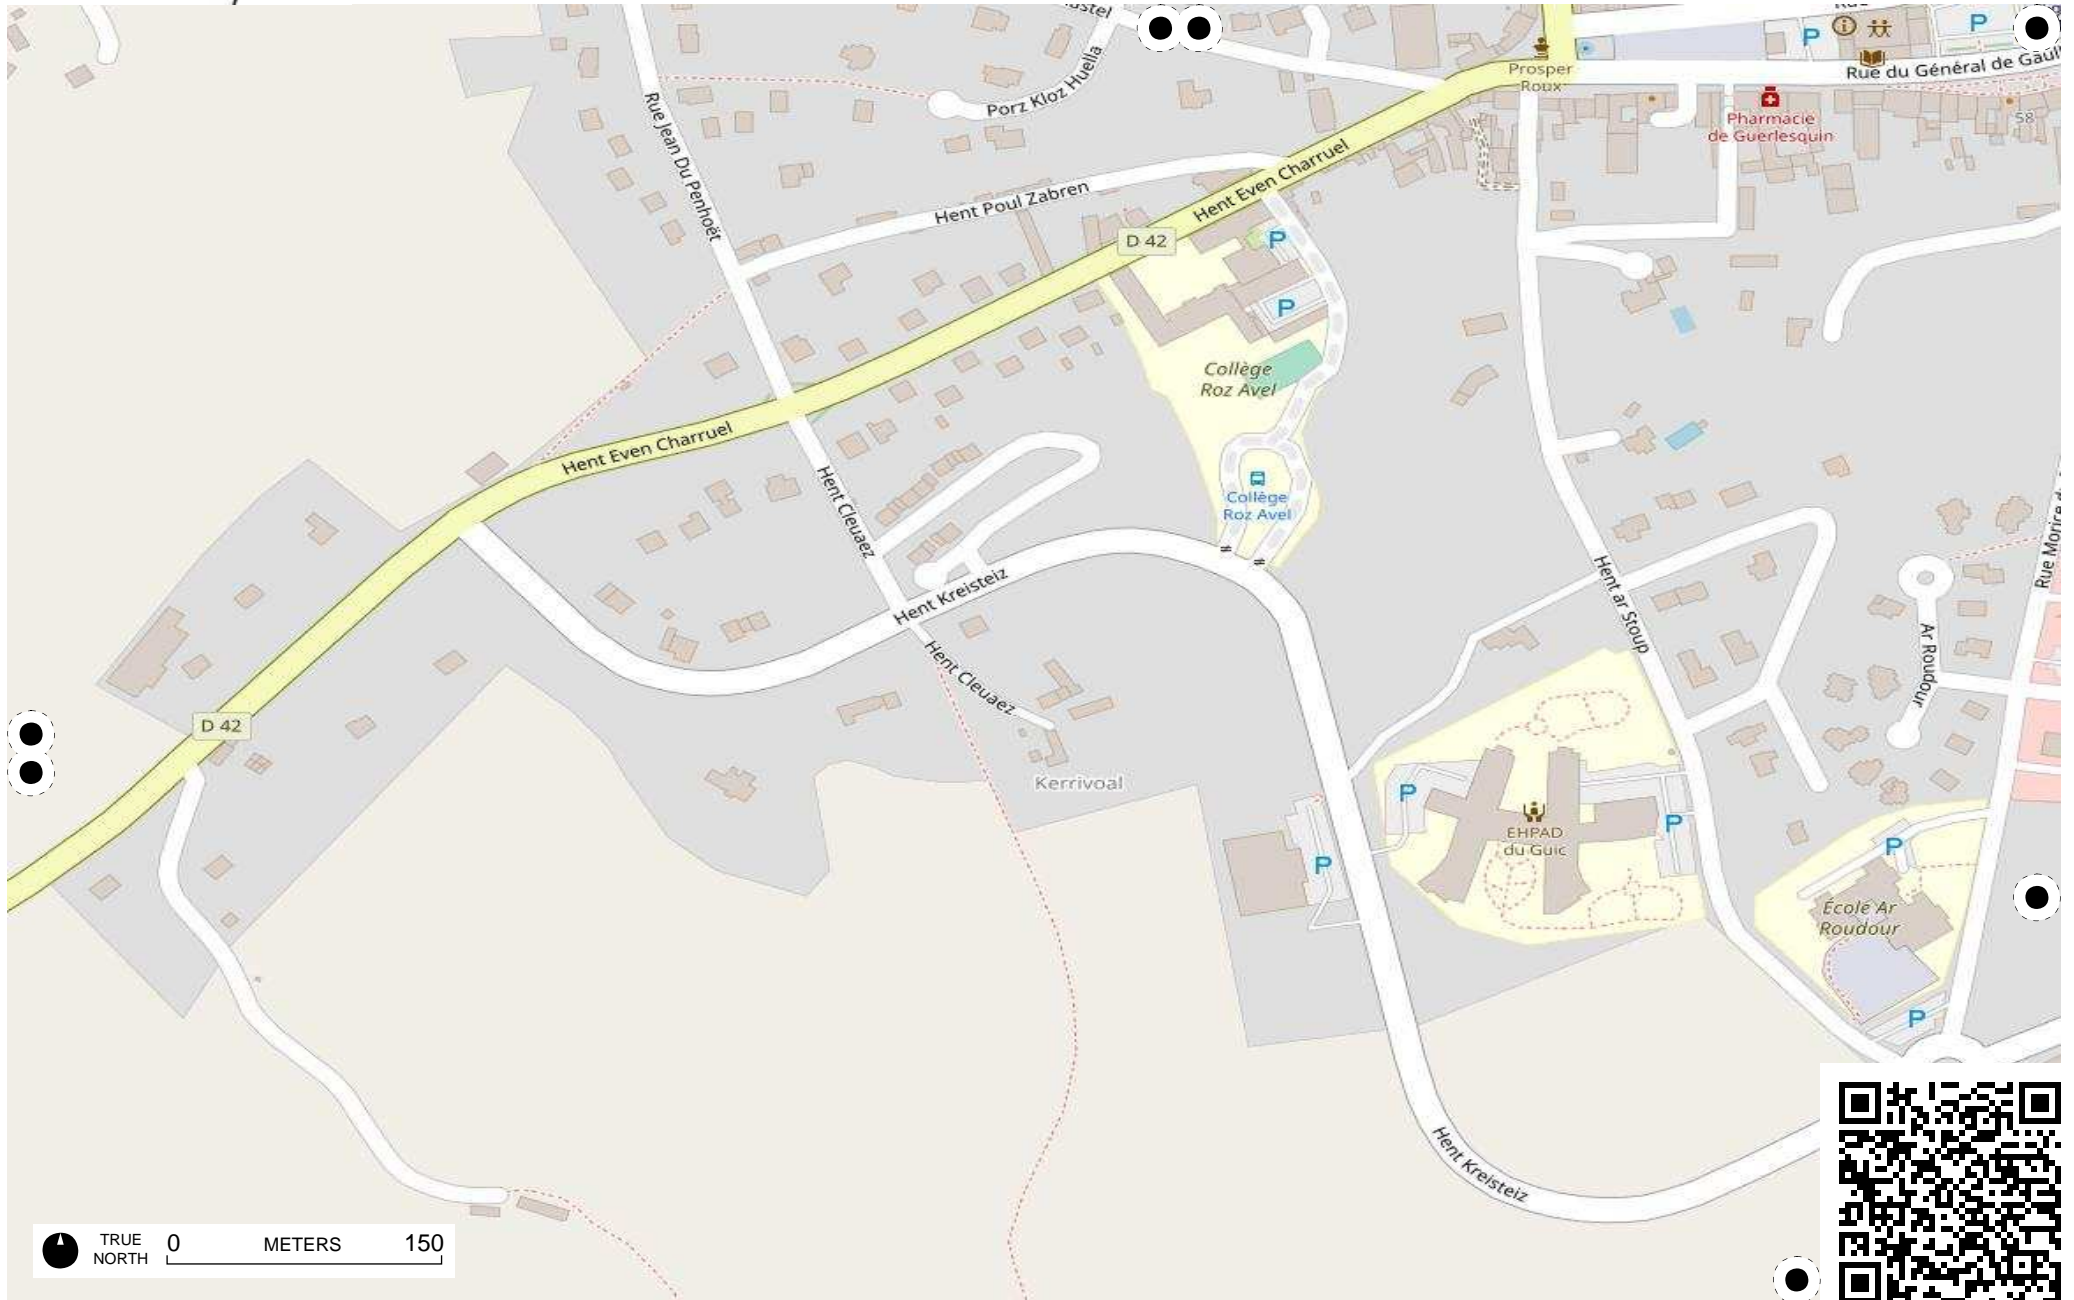 Rue Jean Du Penhoët
Porz Kloz Huella
Prosper
Roux
Rue du Général de Gaul
Pharmacie
de Guerlesquin
58
P
P
Hent Poul Zabren
Hent Even Charruel
D 42
P
P
Collège
Roz Avel
Hent Even Charruel
Hent Cleuaez
Collège
Roz Avel
Hent Kreisteiz
Hent Cleuaez
Hent ar Stoup
Ar Roudour
Rue Morice du
D 42
Kerrivoal
P
EHPAD
du Guic
P
P
P
École Ar
Roudour
P
Hent Kreisteiz
TRUE
NORTH
0 METERS 150